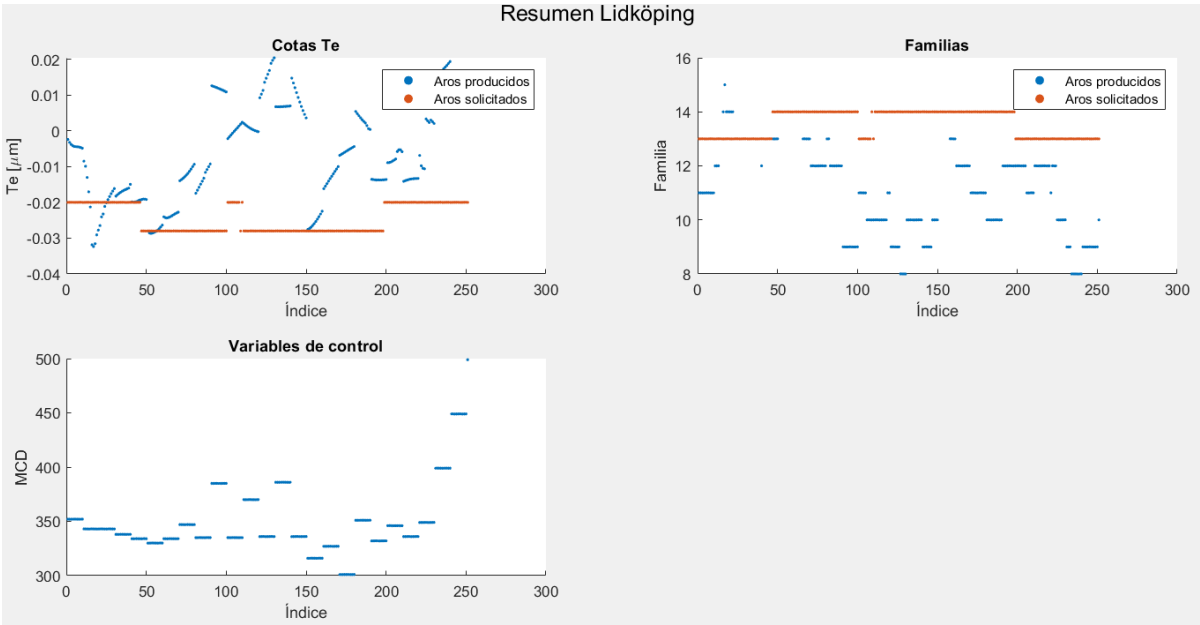 Resumen Lidköping
Cotas Te
0.02
0.01
0
-0.01
-0.02
-0.03
-0.04
Te [μm]
0 50 100 150 200 250 300
Índice
Aros producidos
Aros solicitados
Familias
16
14
12
10
8
Familia
0 50 100 150 200 250 300
Índice
Aros producidos
Aros solicitados
Variables de control
500
450
400
350
300
MCD
0 50 100 150 200 250 300
Índice